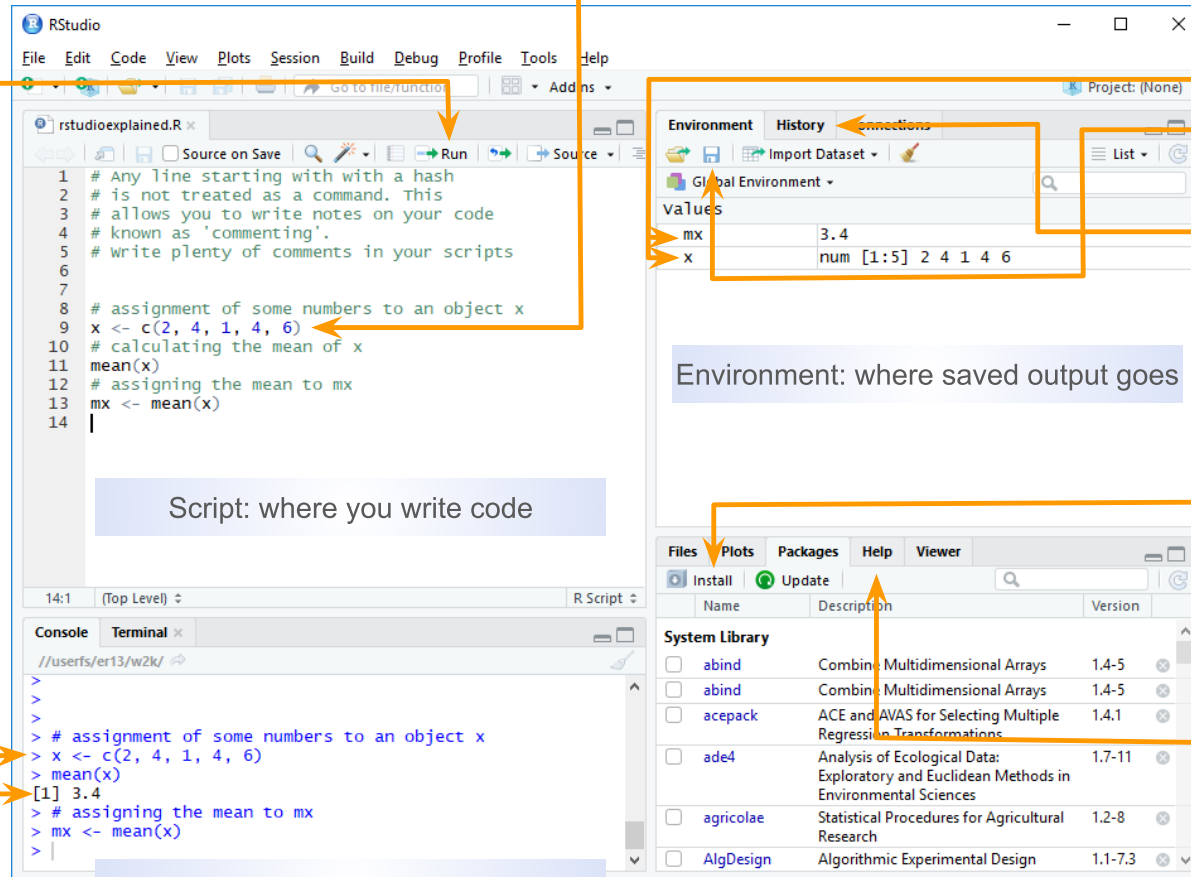 RStudio
File Edit Code View Plots Session Build Debug Profile Tools Help
Go to file/function Addins Project: (None)
rstudioexplained.R
Source on Save Run Source
1 # Any line starting with with a hash
2 # is not treated as a command. This
3 # allows you to write notes on your code
4 # known as 'commenting'.
5 # Write plenty of comments in your scripts
6
7
8 # assignment of some numbers to an object x
9 x <- c(2, 4, 1, 4, 6)
10 # calculating the mean of x
11 mean(x)
12 # assigning the mean to mx
13 mx <- mean(x)
14
Script: where you write code
14:1 (Top Level) R Script
Console Terminal
//userfs/er13/w2k/
>
>
>
> # assignment of some numbers to an object x
> x <- c(2, 4, 1, 4, 6)
> mean(x)
[1] 3.4
> # assigning the mean to mx
> mx <- mean(x)
>
Environment History Connections
Import Dataset List
Global Environment
Values
mx 3.4
x num [1:5] 2 4 1 4 6
Environment: where saved output goes
Files Plots Packages Help Viewer
Install Update
Name Description Version
System Library
abind Combine Multidimensional Arrays 1.4-5
abind Combine Multidimensional Arrays 1.4-5
acepack ACE and AVAS for Selecting Multiple 1.4.1
Regression Transformations
ade4 Analysis of Ecological Data: 1.7-11
Exploratory and Euclidean Methods in
Environmental Sciences
agricolae Statistical Procedures for Agricultural 1.2-8
Research
AlgDesign Algorithmic Experimental Design 1.1-7.3